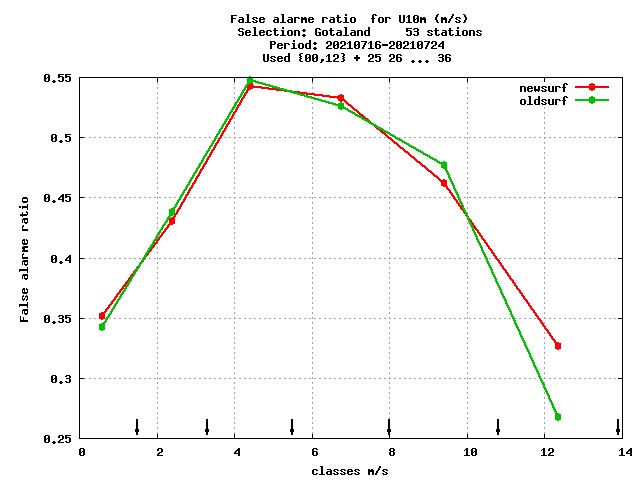 False alarme ratio  for U10m (m/s)
Selection: Gotaland     53 stations
Period: 20210716-20210724
Used {00,12} + 25 26 ... 36
newsurf
oldsurf
0.55
0.5
0.45
0.4
0.35
0.3
0.25
False alarme ratio
0 2 4 6 8 10 12 14
classes m/s